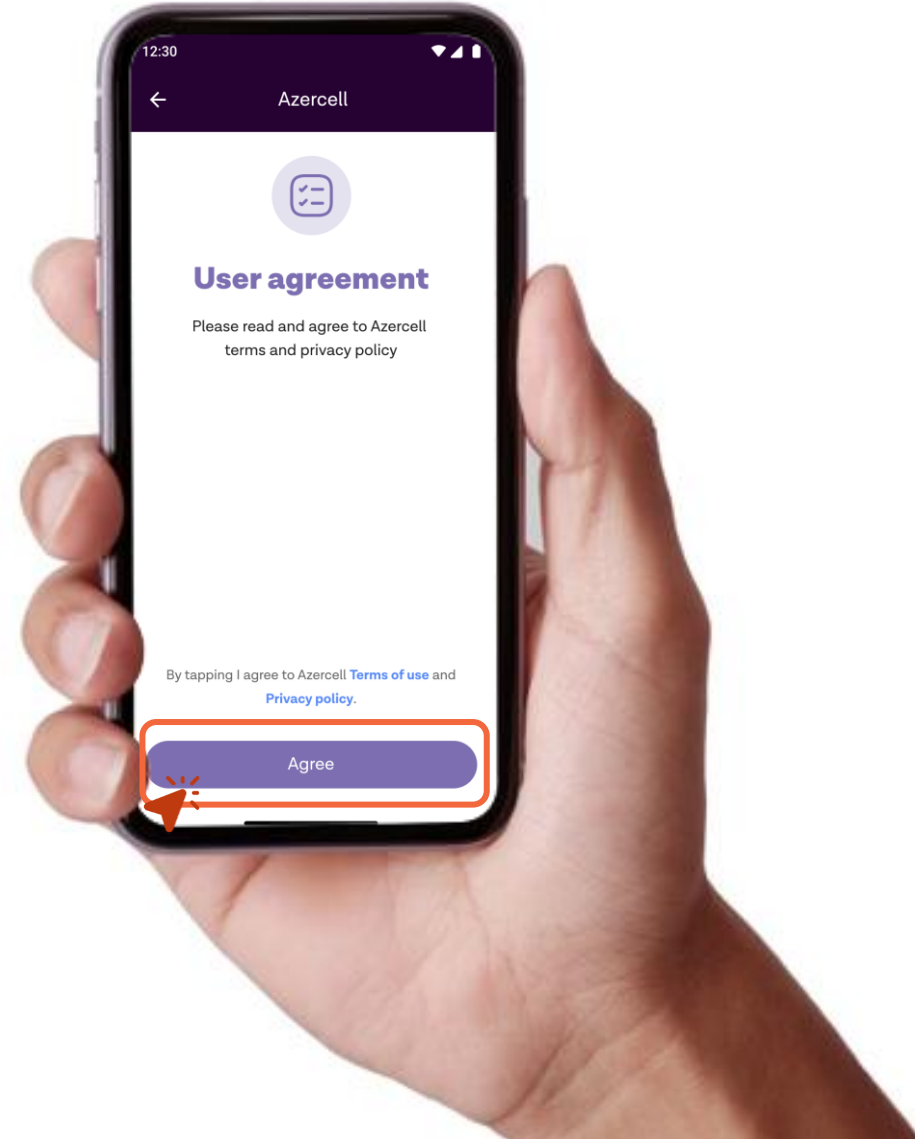 12:30
Azercell
User agreement
Please read and agree to Azercell
terms and privacy policy
By tapping I agree to Azercell Terms of use and
Privacy policy.
Agree